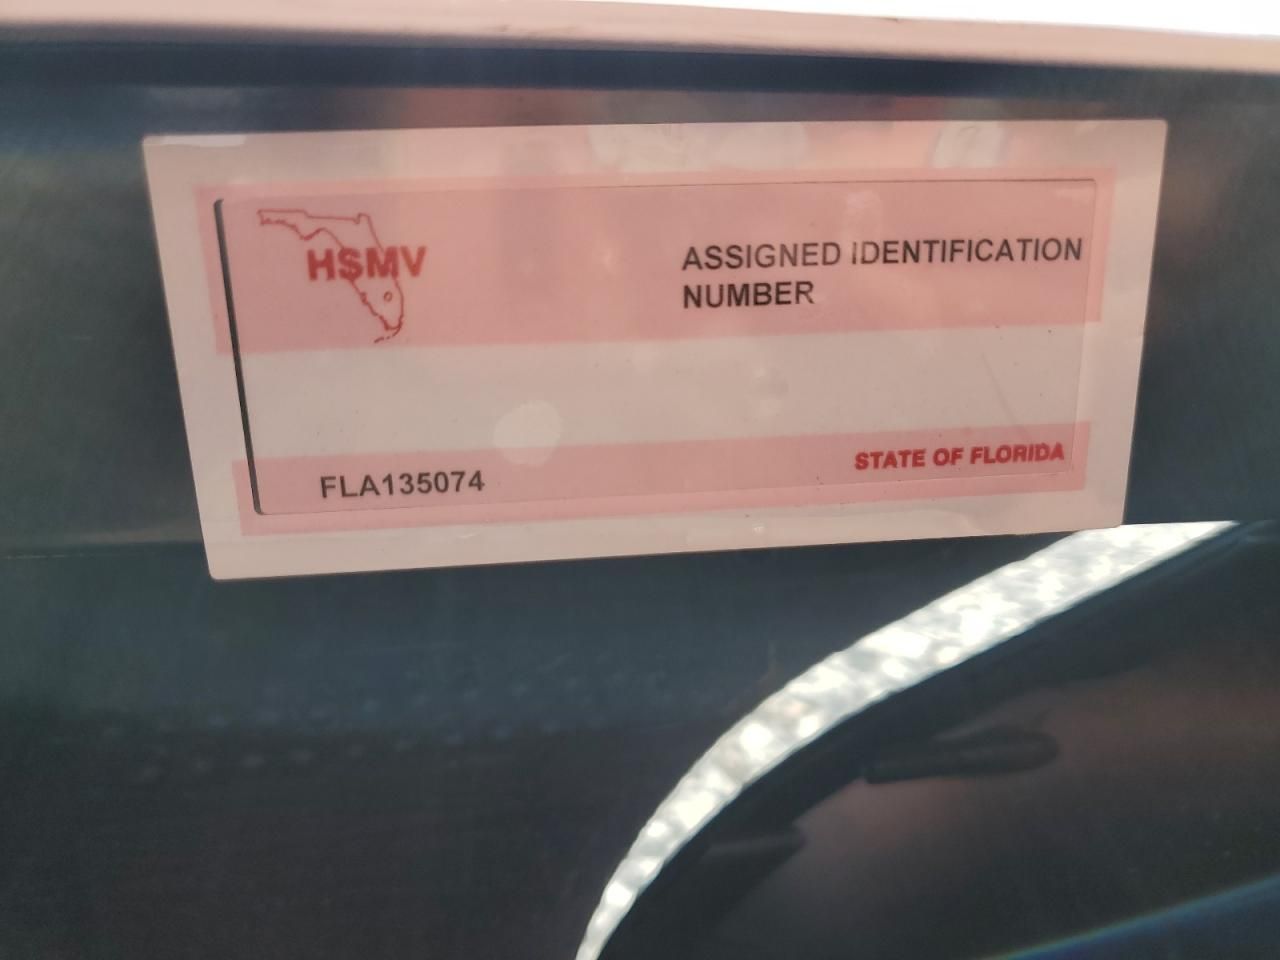 HSMV
ASSIGNED IDENTIFICATION
NUMBER
STATE OF FLORIDA
FLA135074